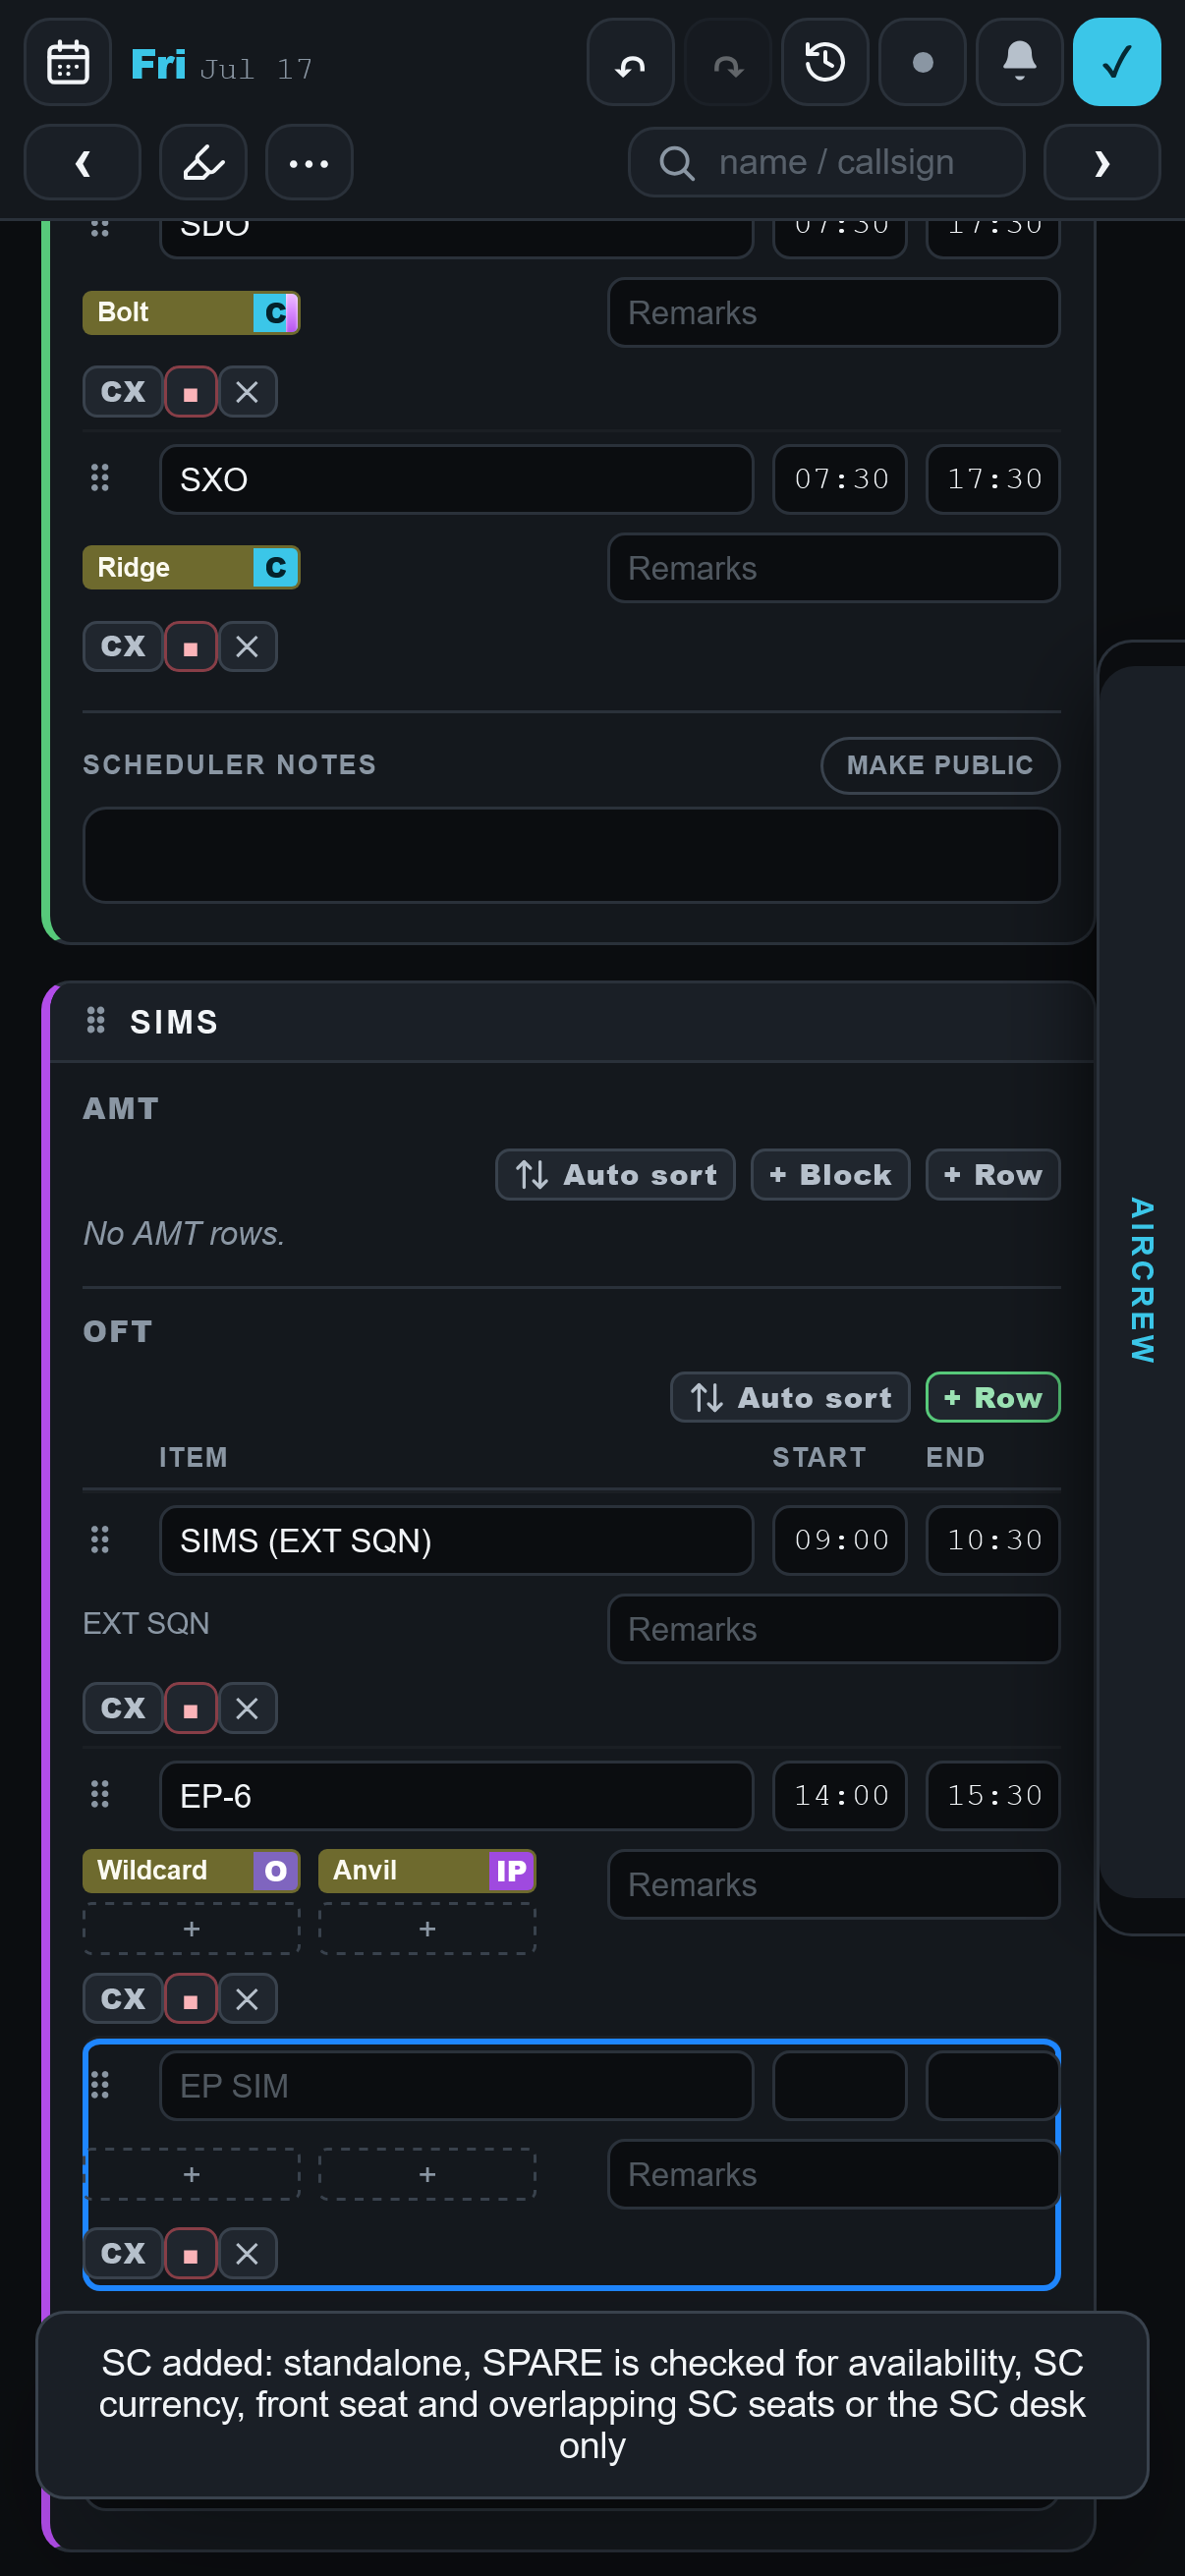 Fri Jul 17
name / callsign
SDO 07:30 17:30
Bolt C Remarks
CX
SXO 07:30 17:30
Ridge C Remarks
CX
SCHEDULER NOTES MAKE PUBLIC
SIMS
AMT
Auto sort + Block + Row
No AMT rows.
AIRCREW
OFT
Auto sort + Row
ITEM START END
SIMS (EXT SQN) 09:00 10:30
EXT SQN Remarks
CX
EP-6 14:00 15:30
Wildcard O Anvil IP Remarks
+ +
CX
EP SIM
+ + Remarks
CX
SC added: standalone, SPARE is checked for availability, SC
currency, front seat and overlapping SC seats or the SC desk
only